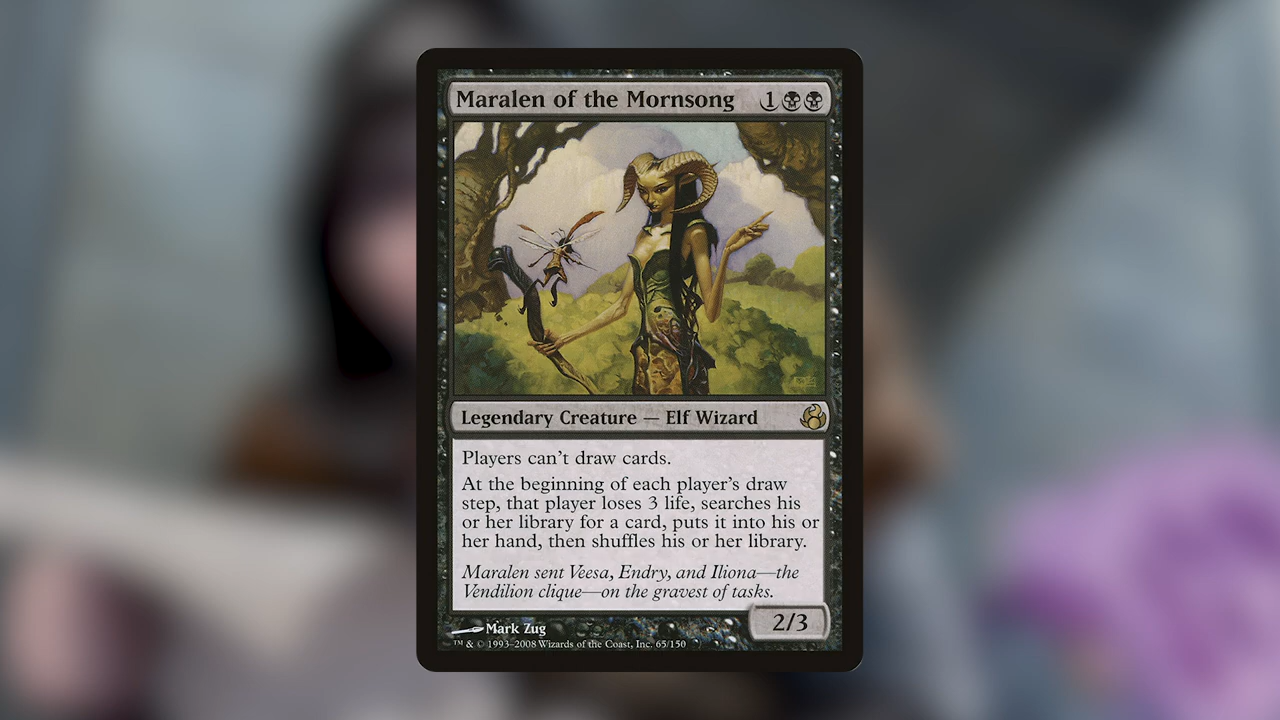 Maralen of the Mornsong 1
Legendary Creature — Elf Wizard
Players can't draw cards.
At the beginning of each player's draw
step, that player loses 3 life, searches his
or her library for a card, puts it into his or
her hand, then shuffles his or her library.
Maralen sent Veesa, Endry, and Iliona—the
Vendilion clique—on the gravest of tasks.
2/3
Mark Zug
™ & © 1993–2008 Wizards of the Coast, Inc. 65/150